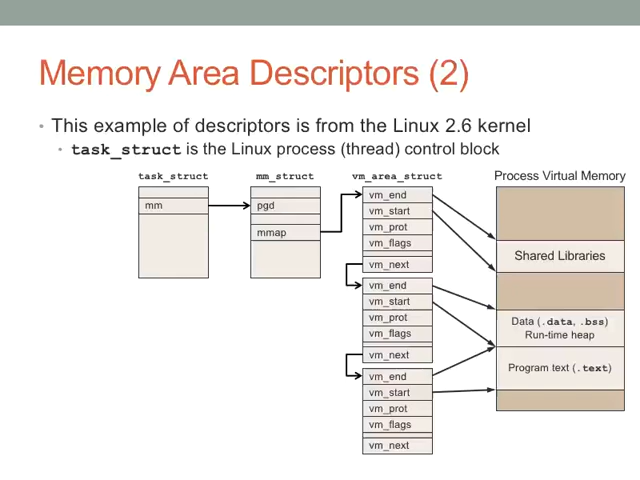 Memory Area Descriptors (2)
• This example of descriptors is from the Linux 2.6 kernel
• task_struct is the Linux process (thread) control block
task_struct
mm
mm_struct
pgd
mmap
vm_area_struct
vm_end
vm_start
vm_prot
vm_flags
vm_next
vm_end
vm_start
vm_prot
vm_flags
vm_next
vm_end
vm_start
vm_prot
vm_flags
vm_next
Process Virtual Memory
Shared Libraries
Data (.data, .bss)
Run-time heap
Program text (.text)